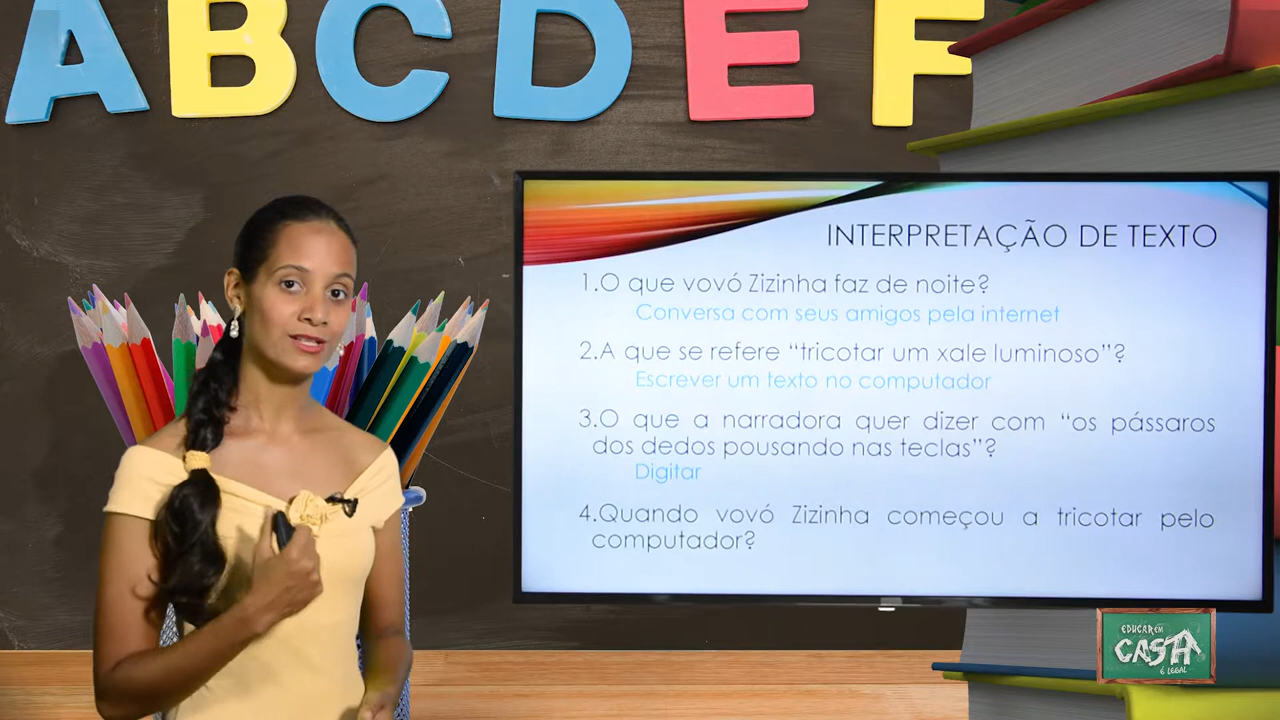 ABCDEF
INTERPRETAÇÃO DE TEXTO
1.O que vovó Zizinha faz de noite?
Conversa com seus amigos pela internet
2.A que se refere “tricotar um xale luminoso”?
Escrever um texto no computador
3.O que a narradora quer dizer com “os pássaros
dos dedos pousando nas teclas”?
Digitar
4.Quando vovó Zizinha começou a tricotar pelo
computador?
EDUCAR EM
CASA
É LEGAL